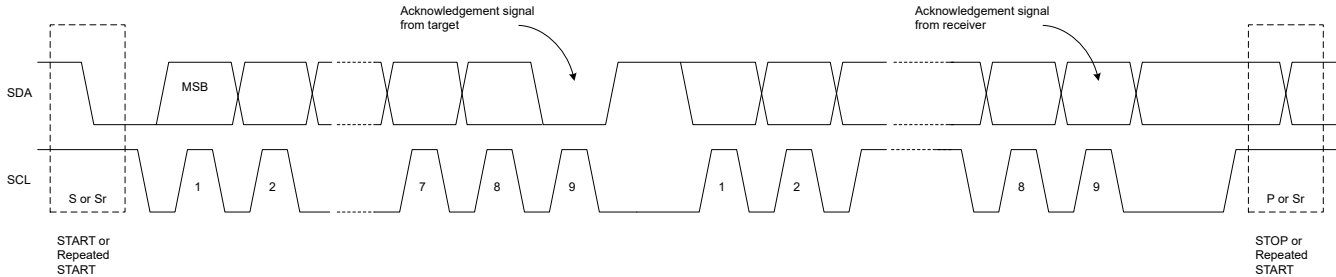 Acknowledgement signal
from target
Acknowledgement signal
from receiver
SDA
MSB
SCL
1
2
7
8
9
1
2
8
9
S or Sr
P or Sr
START or
Repeated
START
STOP or
Repeated
START